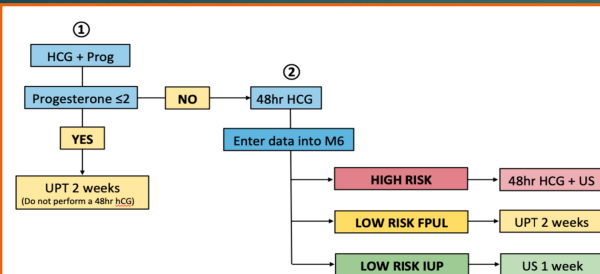 ①
HCG + Prog
Progesterone ≤2
NO
YES
UPT 2 weeks
(Do not perform a 48hr hCG)
②
48hr HCG
Enter data into M6
HIGH RISK
48hr HCG + US
LOW RISK FPUL
UPT 2 weeks
LOW RISK IUP
US 1 week